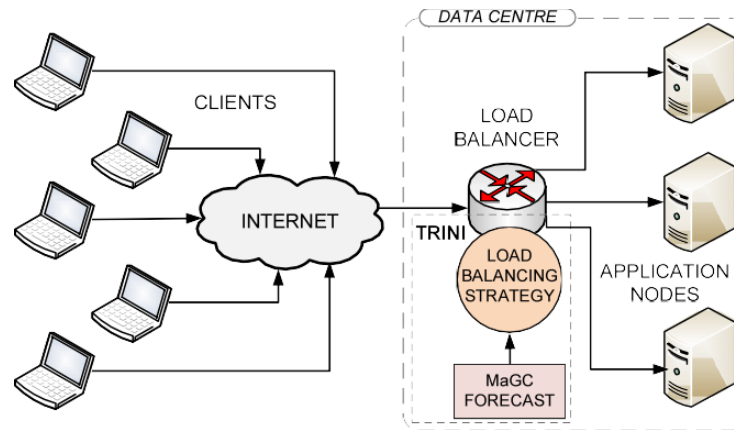 DATA CENTRE
CLIENTS
LOAD
BALANCER
INTERNET
TRINI
LOAD
BALANCING
STRATEGY
APPLICATION
NODES
MaGC
FORECAST